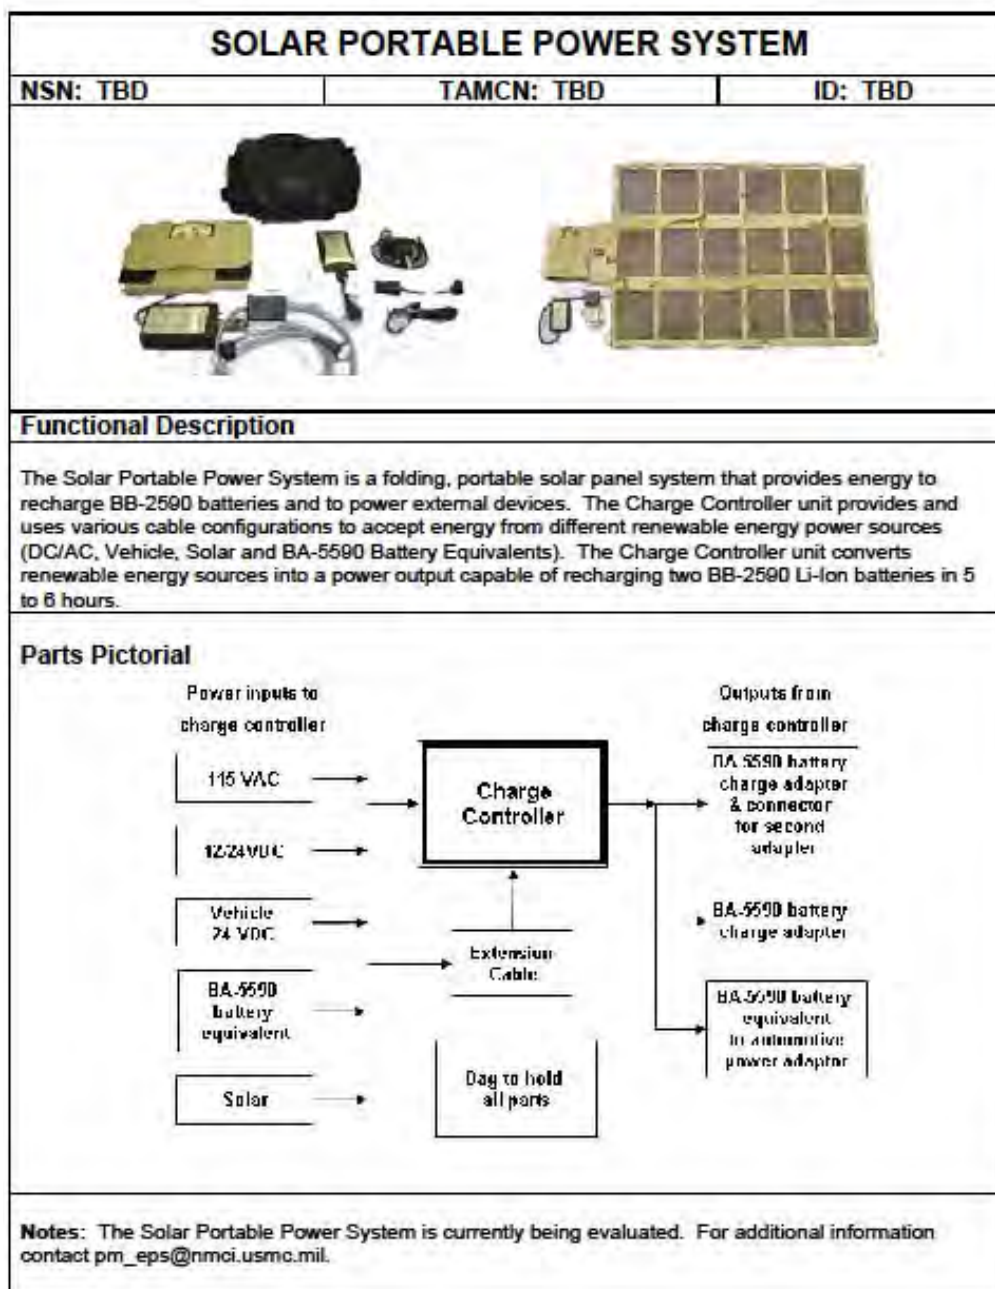 SOLAR PORTABLE POWER SYSTEM
NSN: TBD
TAMCN: TBD
ID: TBD
Functional Description
The Solar Portable Power System is a folding, portable solar panel system that provides energy to
recharge BB-2590 batteries and to power external devices. The Charge Controller unit provides and
uses various cable configurations to accept energy from different renewable energy power sources
(DC/AC, Vehicle, Solar and BA-5590 Battery Equivalents). The Charge Controller unit converts
renewable energy sources into a power output capable of recharging two BB-2590 Li-Ion batteries in 5
to 6 hours.
Parts Pictorial
Power inputs to
charge controller
115 VAC
12/24VDC
Vehicle
24 VDC
BA-5590
battery
equivalent
Solar
Charge
Controller
Extension
Cable
Bag to hold
all parts
Outputs from
charge controller
BA 5590 battery
charge adapter
& connector
for second
adapter
BA-5590 battery
charge adapter
BA-5590 battery
equivalent
to automotive
power adaptor
Notes: The Solar Portable Power System is currently being evaluated. For additional information
contact pm_eps@nmci.usmc.mil.